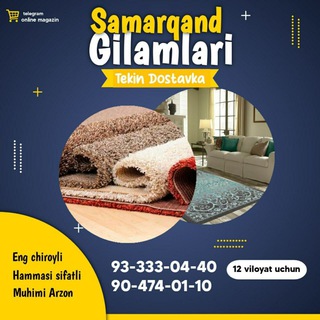 telegram
online magazin
Samarqand
Gilamlari
Tekin Dostavka
Eng chiroyli
Hammasi sifatli
Muhimi Arzon
93-333-04-40
90-474-01-10
12 viloyat uchun